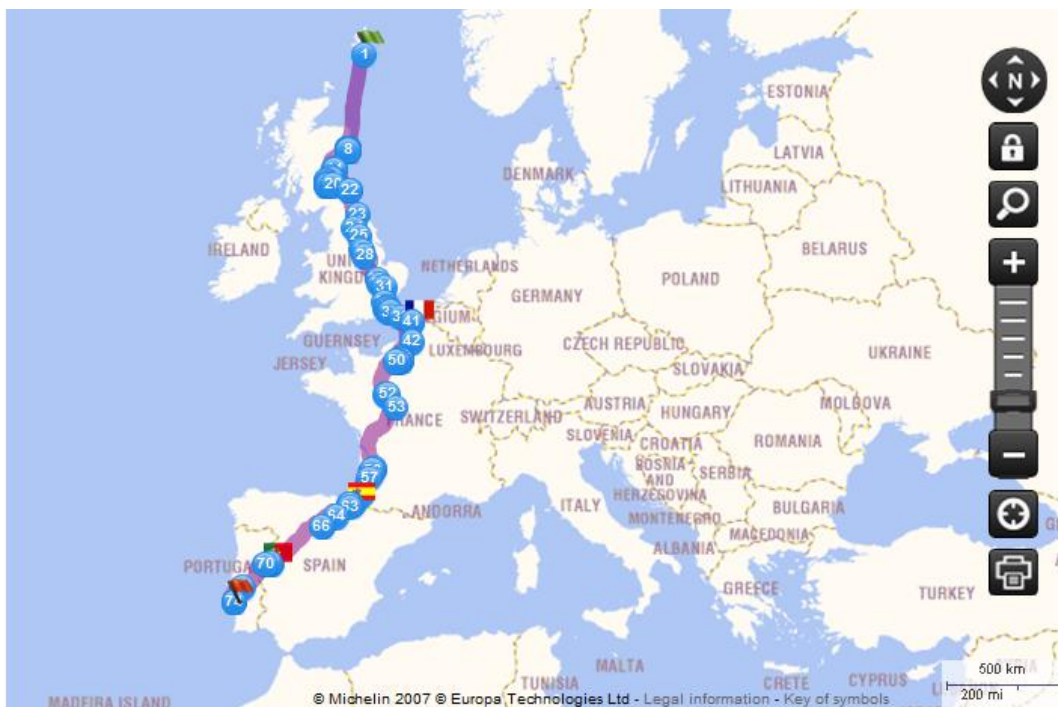 1
N
ESTONIA
8
LATVIA
DENMARK
20
22
LITHUANIA
23
25
IRELAND
BELARUS
28
UNI
KINGDOM
NETHERLANDS
31
POLAND
GERMANY
41
GIUM
GUERNSEY
42
CZECH REPUBLIC
LUXEMBOURG
UKRAINE
JERSEY
50
SLOVAKIA
52
53
FRANCE
SWITZERLAND
AUSTRIA
HUNGARY
MOLDOVA
SLOVENIA
CROATIA
ROMANIA
57
BOSNIA
AND
HERZEGOVINA
SERBIA
ITALY
BULGARIA
63
ANDORRA
MONTENEGRO
64
66
MACEDONIA
ALBANIA
PORTUGA
70
SPAIN
GREECE
TURKEY
MALTA
500 km
TUNISIA
CRETE
CYPRUS
200 mi
MADEIRA ISLAND
© Michelin 2007 © Europa Technologies Ltd - Legal information - Key of symbols